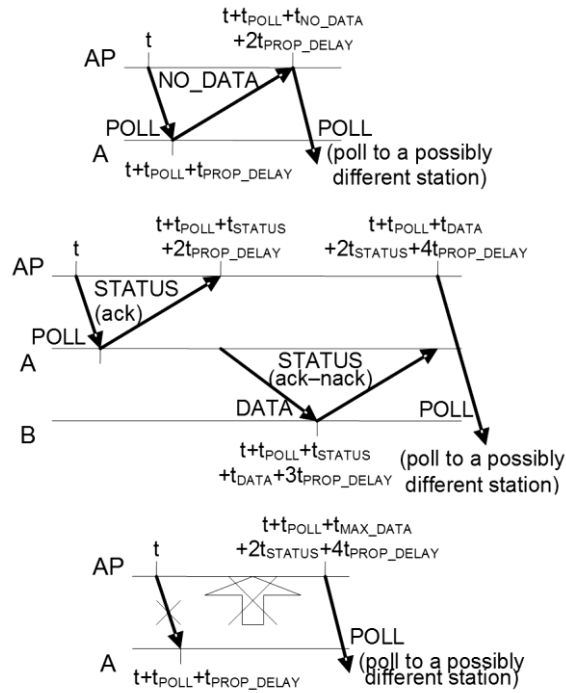 t+tPOLL+tNO_DATA
t +2tPROP_DELAY
AP
NO_DATA
POLL POLL
A (poll to a possibly
t+tPOLL+tPROP_DELAY different station)
t+tPOLL+tSTATUS t+tPOLL+tDATA
t +2tPROP_DELAY +2tSTATUS+4tPROP_DELAY
AP
STATUS
(ack)
POLL
A STATUS
(ack–nack)
DATA POLL
B
t+tPOLL+tSTATUS (poll to a possibly
+tDATA+3tPROP_DELAY different station)
t+tPOLL+tMAX_DATA
t +2tSTATUS+4tPROP_DELAY
AP
POLL
A (poll to a possibly
t+tPOLL+tPROP_DELAY different station)